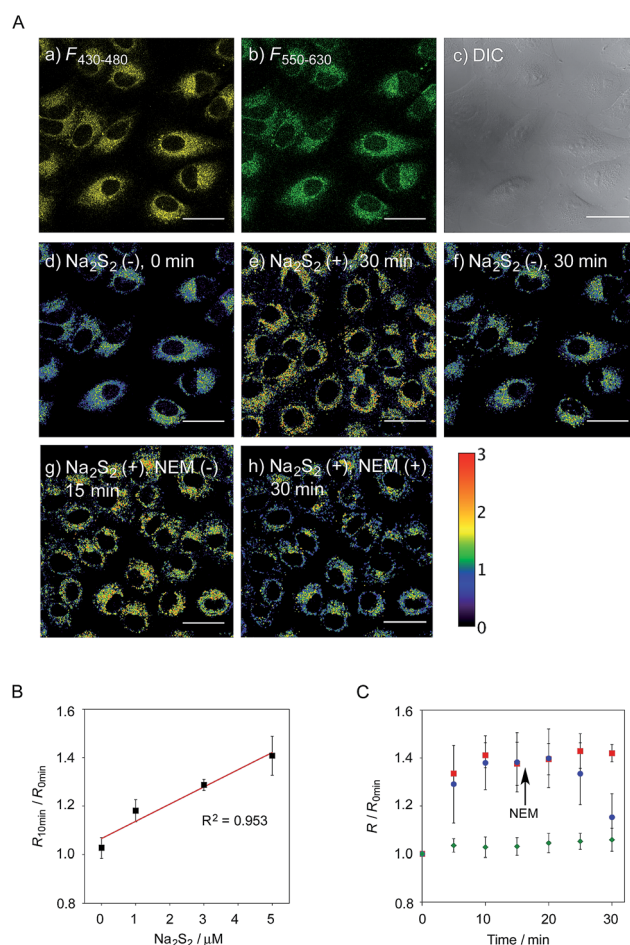 A
a) F430-480
b) F550-630
c) DIC
d) Na2S2 (-), 0 min
e) Na2S2 (+), 30 min
f) Na2S2 (-), 30 min
g) Na2S2 (+), NEM (-)
15 min
h) Na2S2 (+), NEM (+)
30 min
3
2
1
0
B
1.6
1.4
1.2
1.0
0.8
R10min / R0min
R2 = 0.953
0
1
2
3
4
5
Na2S2 / μM
C
1.6
1.4
1.2
1.0
0.8
R / R0min
NEM
0
10
20
30
Time / min